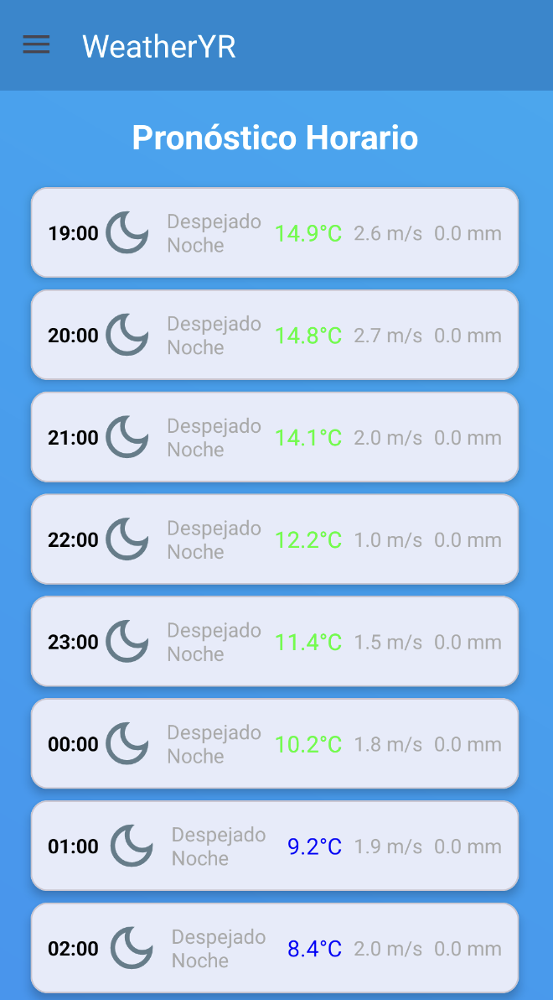 WeatherYR
Pronóstico Horario
19:00 Despejado Noche 14.9°C 2.6 m/s 0.0 mm
20:00 Despejado Noche 14.8°C 2.7 m/s 0.0 mm
21:00 Despejado Noche 14.1°C 2.0 m/s 0.0 mm
22:00 Despejado Noche 12.2°C 1.0 m/s 0.0 mm
23:00 Despejado Noche 11.4°C 1.5 m/s 0.0 mm
00:00 Despejado Noche 10.2°C 1.8 m/s 0.0 mm
01:00 Despejado Noche 9.2°C 1.9 m/s 0.0 mm
02:00 Despejado Noche 8.4°C 2.0 m/s 0.0 mm